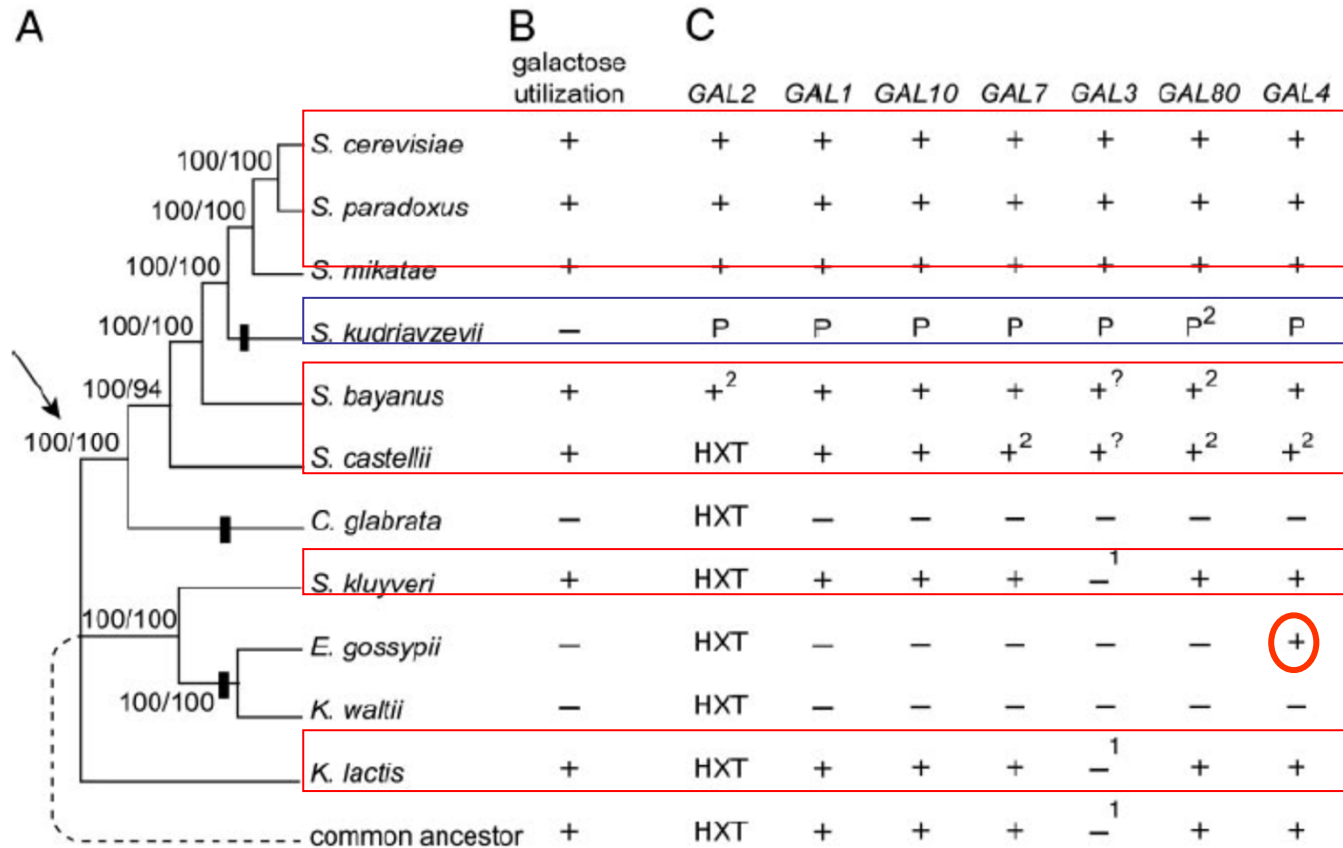 A B C
galactose
utilization GAL2 GAL1 GAL10 GAL7 GAL3 GAL80 GAL4
100/100 S. cerevisiae + + + + + + + +
100/100 S. paradoxus + + + + + + + +
100/100 S. mikatae + + + + + + + +
100/100 S. kudriavzevii – P P P P P P² P
100/94 S. bayanus + +² + + + +? +² +
100/100 S. castellii + HXT + + +² +? +² +²
C. glabrata – HXT – – – – – –
S. kluyveri + HXT + + + –¹ + +
100/100 E. gossypii – HXT – – – – – +
100/100 K. waltii – HXT – – – – – –
K. lactis + HXT + + + –¹ + +
common ancestor + HXT + + + –¹ + +